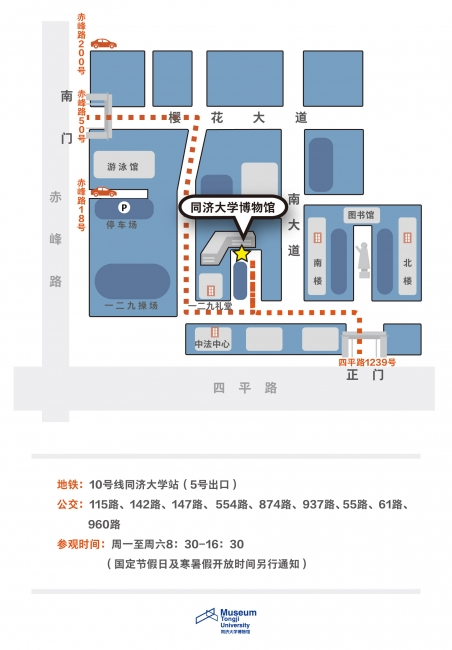 赤峰路200号
南门
赤峰路50号
樱花大道
游泳馆
赤峰路18号
P
停车场
同济大学博物馆
南大道
图书馆
南楼
北楼
赤峰路
一二九操场
一二九礼堂
中法中心
四平路1239号
正门
四平路
地铁：10号线同济大学站（5号出口）
公交：115路、142路、147路、554路、874路、937路、55路、61路、
960路
参观时间：周一至周六8：30-16：30
（国定节假日及寒暑假开放时间另行通知）
Museum
Tongji
University
同济大学博物馆